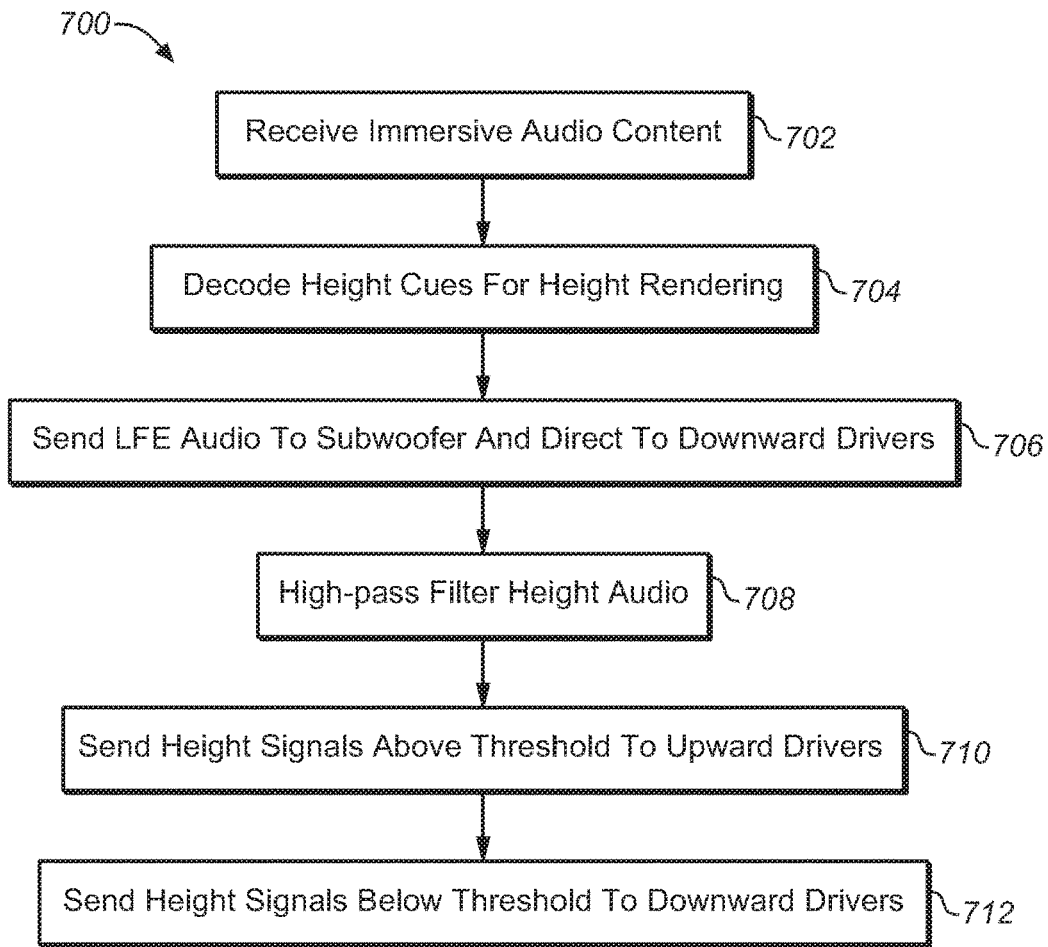 700
Receive Immersive Audio Content
702
Decode Height Cues For Height Rendering
704
Send LFE Audio To Subwoofer And Direct To Downward Drivers
706
High-pass Filter Height Audio
708
Send Height Signals Above Threshold To Upward Drivers
710
Send Height Signals Below Threshold To Downward Drivers
712